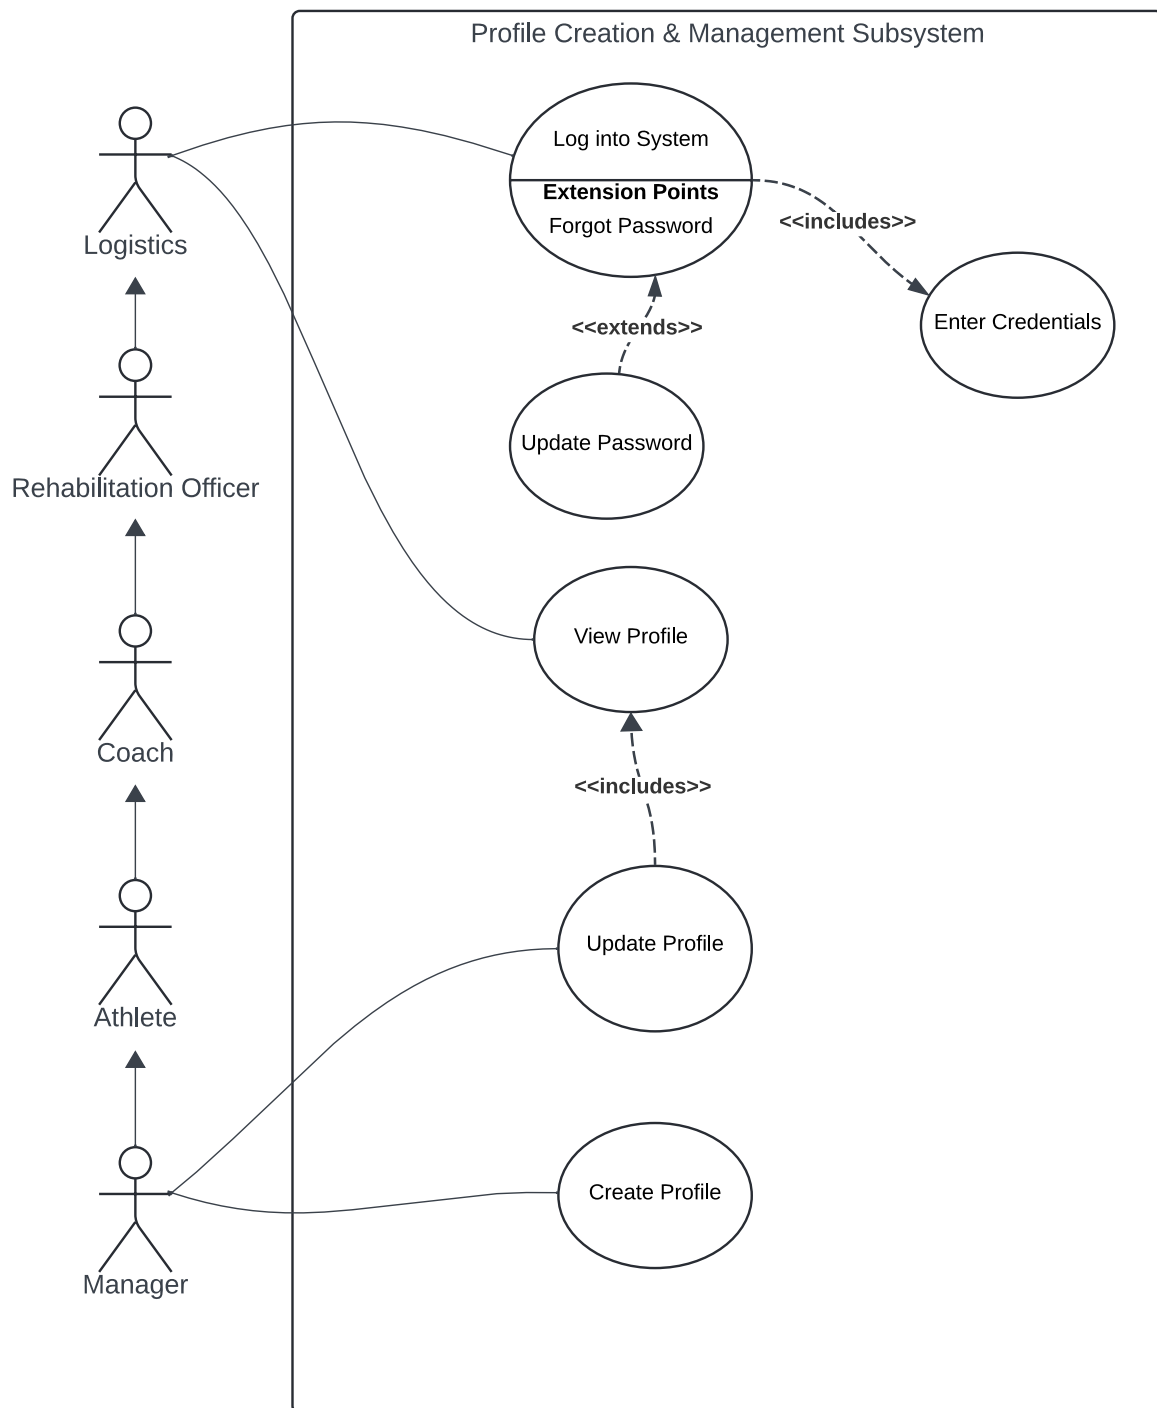 Profile Creation & Management Subsystem
Log into System
Extension Points
Forgot Password
<<includes>>
Logistics
Enter Credentials
<<extends>>
Update Password
Rehabilitation Officer
View Profile
Coach
<<includes>>
Update Profile
Athlete
Create Profile
Manager